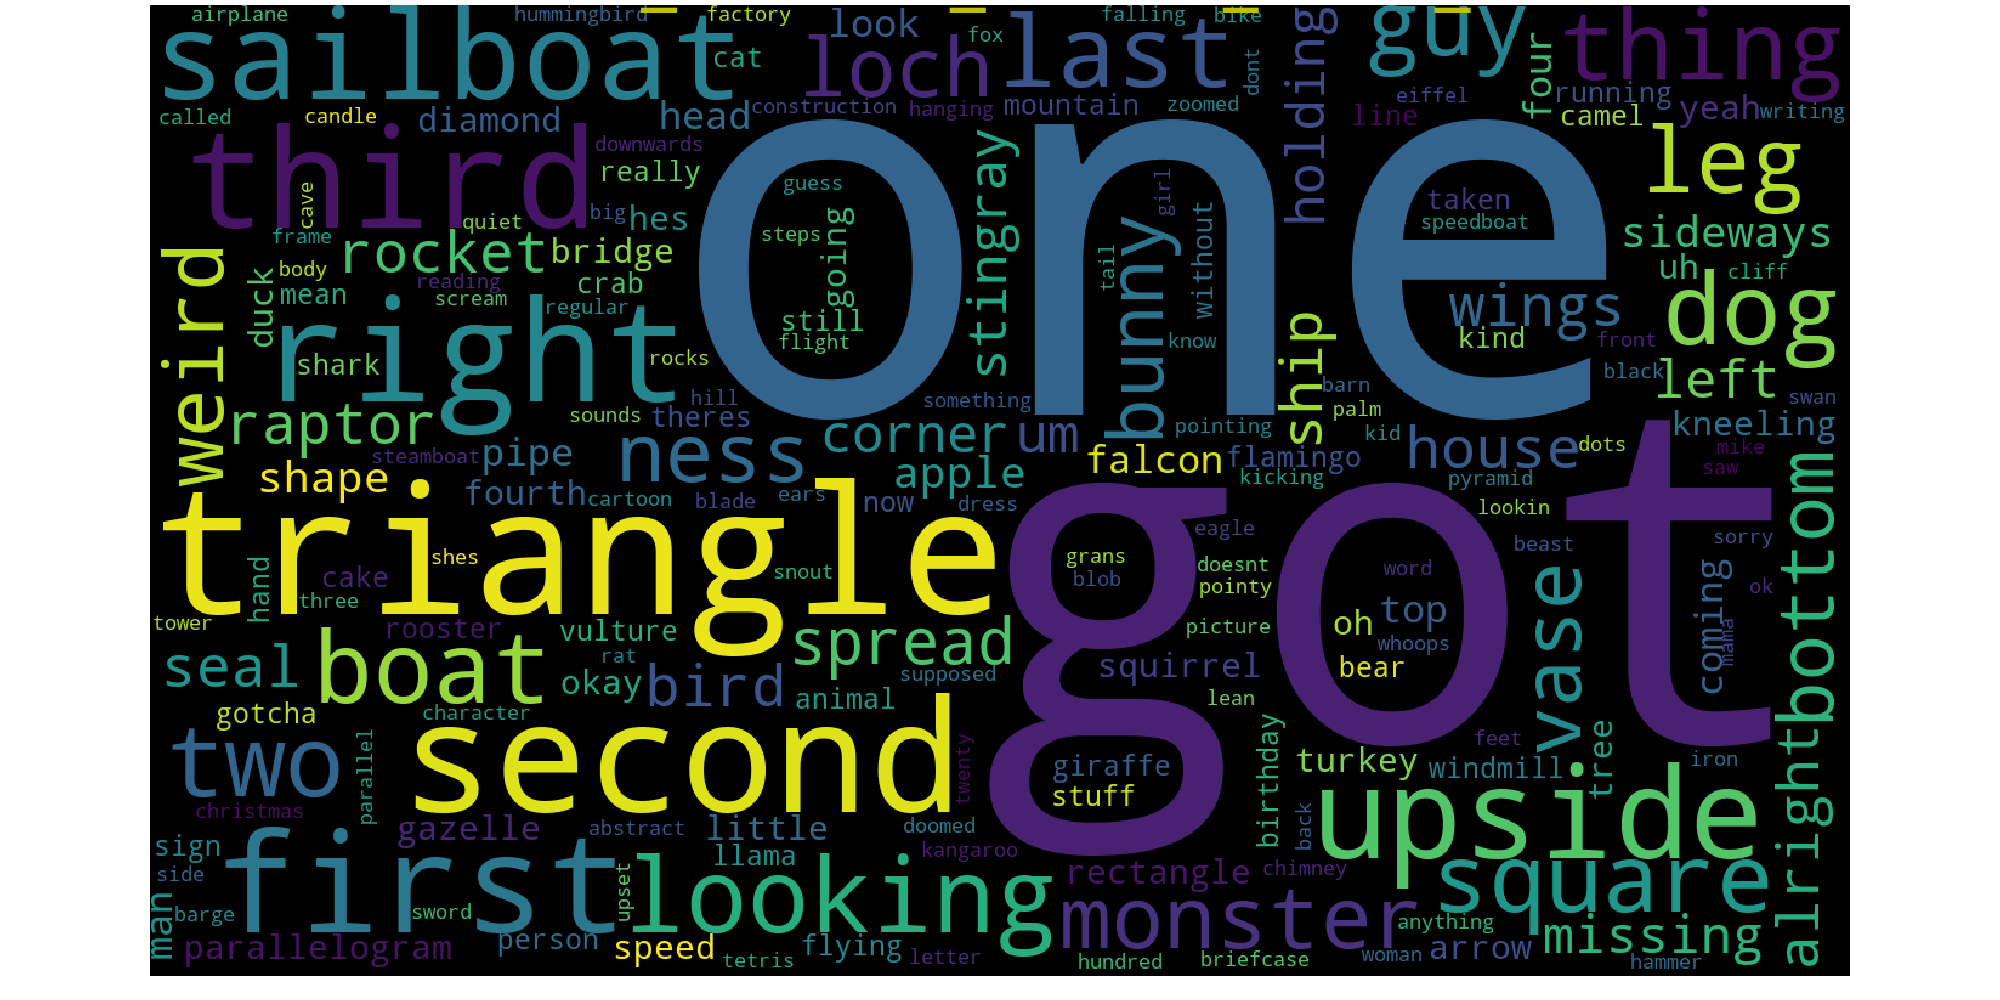 airplane
hummingbird
factory
falling
bike
sailboat
look
fox
last
guy
thing
cat
loch
dont
holding
four
called
candle
diamond
head
construction
hanging
mountain
zoomed
line
eiffel
running
camel
yeah
writing
third
downwards
really
one
stingray
leg
cave
quiet
big
hes
guess
girl
taken
speedboat
sideways
frame
rocket
bridge
steps
going
bunny
tail
without
uh
cliff
weird
body
reading
crab
duck
mean
scream
regular
still
flight
know
ship
wings
kind
front
dog
right
shark
rocks
black
left
swan
raptor
hill
sounds
theres
something
barn
palm
kid
pointing
kneeling
steamboat
pipe
ness
corner
um
house
dots
mike
saw
shape
fourth
cartoon
blade
ears
now
apple
dress
falcon
flamingo
kicking
pyramid
lookin
triangle
got
eagle
beast
sorry
bottom
hand
shes
cake
three
snout
grans
blob
doesnt
pointy
word
vase
ok
coming
tower
rooster
vulture
rat
spread
picture
oh
top
whoops
mama
seal
boat
okay
bird
animal
supposed
squirrel
bear
lean
gotcha
character
two
parallel
second
twenty
giraffe
stuff
birthday
turkey
feet
windmill
tree
iron
alright
christmas
gazelle
abstract
little
doomed
back
upside
sign
side
first
llama
kangaroo
looking
upset
rectangle
chimney
square
man
barge
sword
monster
anything
missing
parallelogram
person
speed
tetris
flying
letter
hundred
briefcase
woman
arrow
hammer